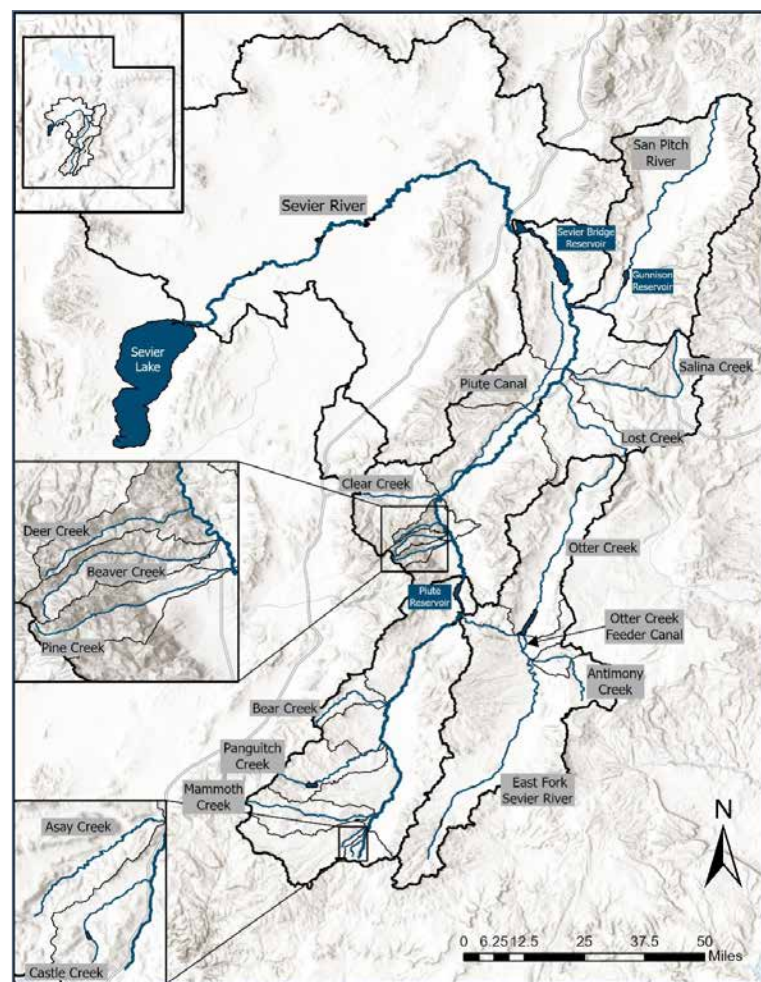 San Pitch
River
Sevier River
Sevier Bridge
Reservoir
Gunnison
Reservoir
Sevier
Lake
Piute Canal
Salina Creek
Lost Creek
Clear Creek
Deer Creek
Beaver Creek
Pine Creek
Otter Creek
Piute
Reservoir
Otter Creek
Feeder Canal
Antimony
Creek
Bear Creek
Panguitch
Creek
Mammoth
Creek
East Fork
Sevier River
Asay Creek
Castle Creek
N
0 6.25 12.5 25 37.5 50
Miles